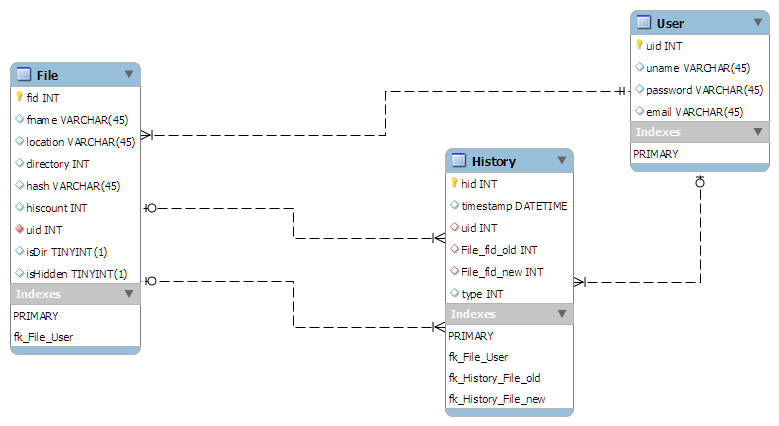 User
uid INT
uname VARCHAR(45)
password VARCHAR(45)
email VARCHAR(45)
Indexes
PRIMARY
File
fid INT
fname VARCHAR(45)
location VARCHAR(45)
directory INT
hash VARCHAR(45)
hiscount INT
uid INT
isDir TINYINT(1)
isHidden TINYINT(1)
Indexes
PRIMARY
fk_File_User
History
hid INT
timestamp DATETIME
uid INT
File_fid_old INT
File_fid_new INT
type INT
Indexes
PRIMARY
fk_File_User
fk_History_File_old
fk_History_File_new